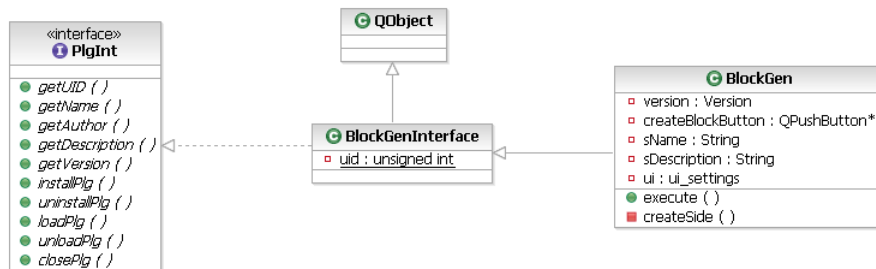 «interface»
I PlgInt
getUID ( )
getName ( )
getAuthor ( )
getDescription ( )
getVersion ( )
installPlg ( )
uninstallPlg ( )
loadPlg ( )
unloadPlg ( )
closePlg ( )
C QObject
C BlockGenInterface
uid : unsigned int
C BlockGen
version : Version
createBlockButton : QPushButton*
sName : String
sDescription : String
ui : ui_settings
execute ( )
createSide ( )